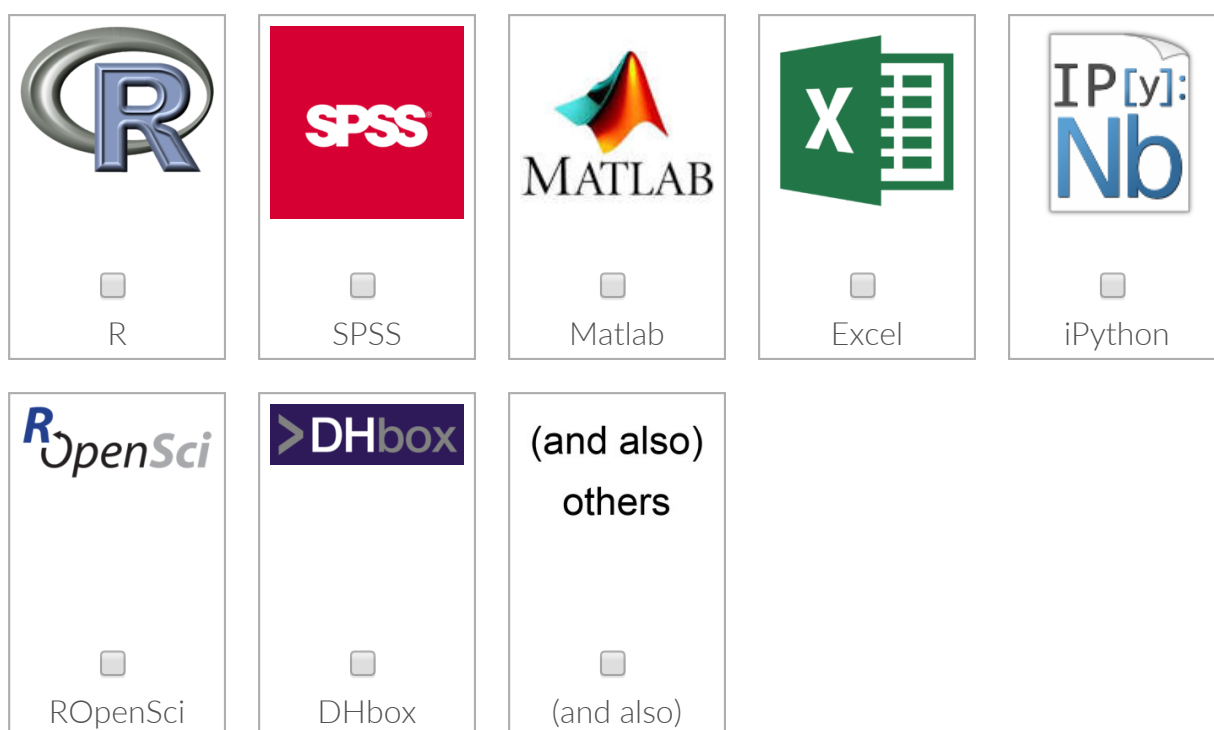 R
SPSS
MATLAB
X
IP[y]:
Nb
R
SPSS
Matlab
Excel
iPython
ROpenSci
>DHbox
(and also)
others
ROpenSci
DHbox
(and also)